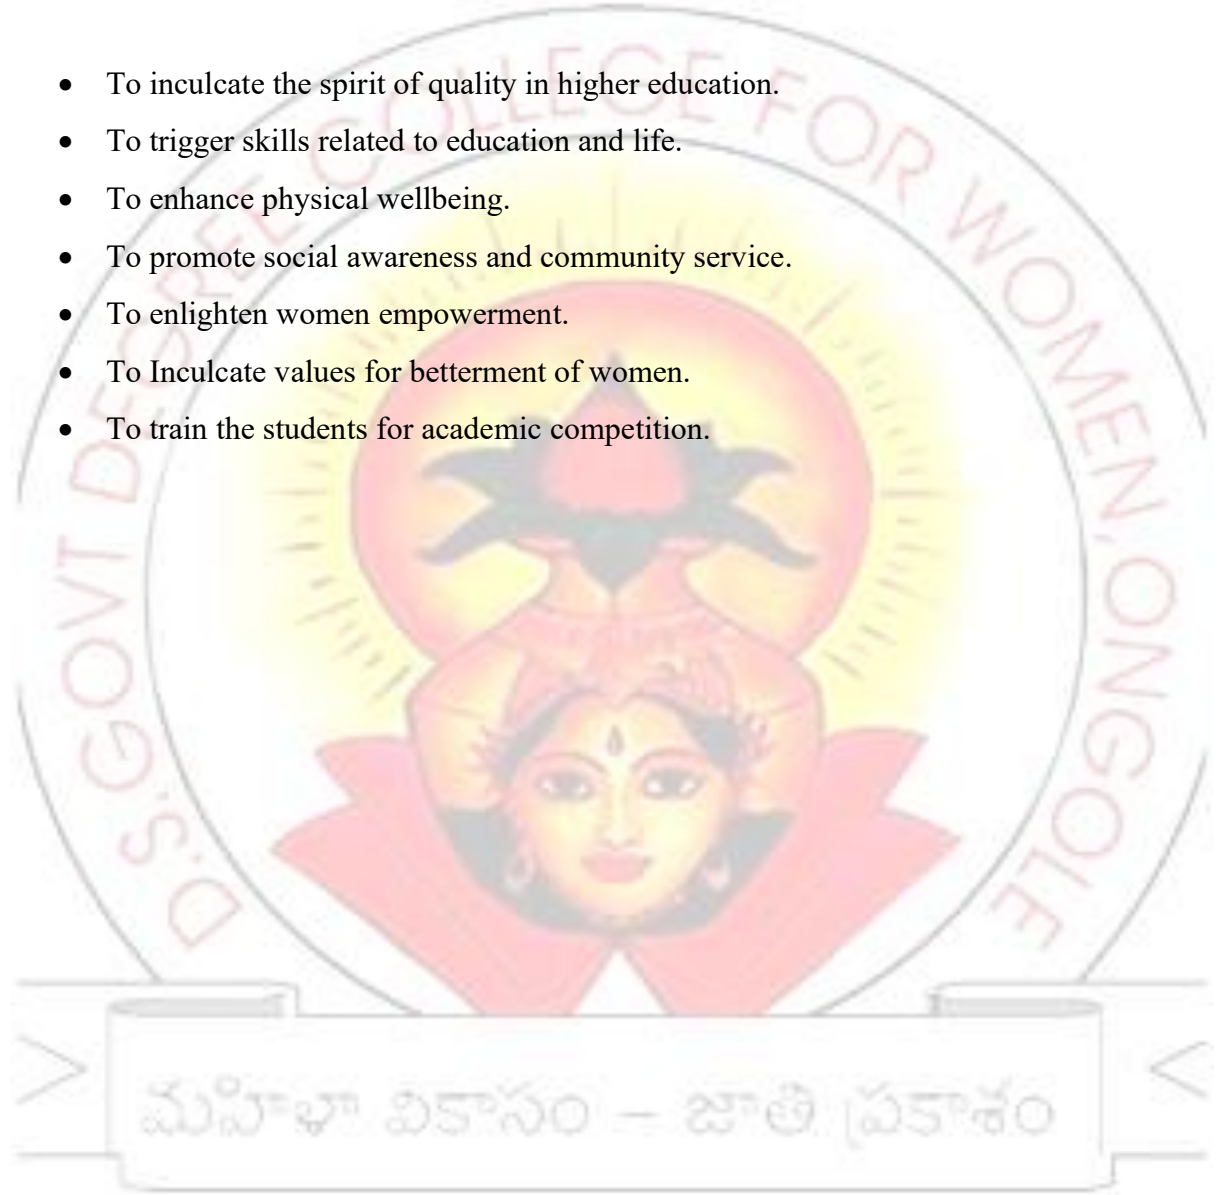 • To inculcate the spirit of quality in higher education.
• To trigger skills related to education and life.
• To enhance physical wellbeing.
• To promote social awareness and community service.
• To enlighten women empowerment.
• To Inculcate values for betterment of women.
• To train the students for academic competition.
D.S.GOVT DEGREE COLLEGE FOR WOMEN, ONGOLE
మహిళా వికాసం – జాతి ప్రకాశం